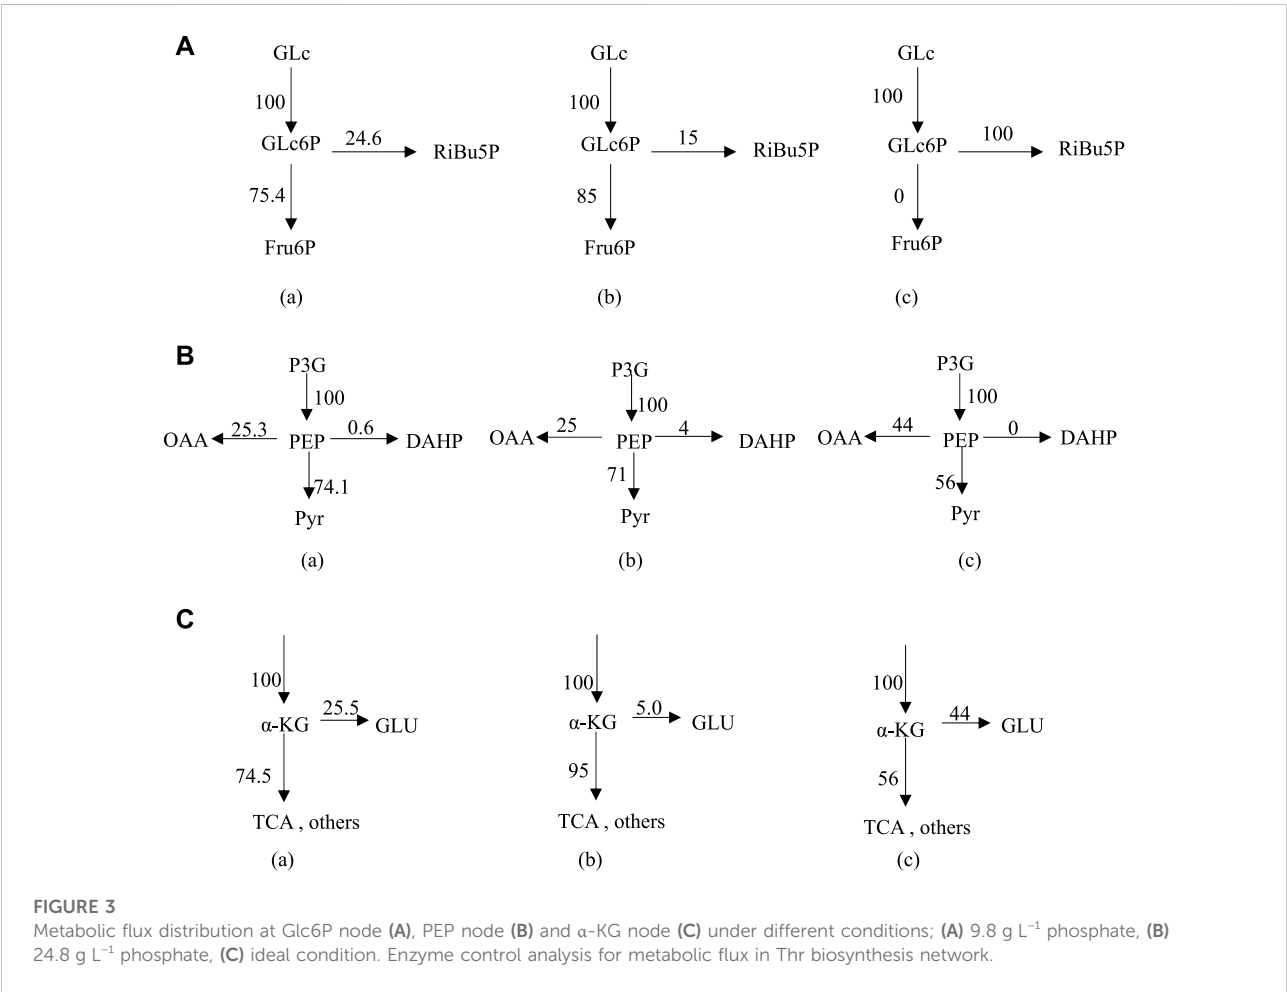 A
GLc GLc GLc
100 100 100
GLc6P 24.6 RiBu5P GLc6P 15 RiBu5P GLc6P 100 RiBu5P
75.4 85 0
Fru6P Fru6P Fru6P
(a) (b) (c)
B
P3G P3G P3G
100 100 100
OAA 25.3 PEP 0.6 DAHP OAA 25 PEP 4 DAHP OAA 44 PEP 0 DAHP
74.1 71 56
Pyr Pyr Pyr
(a) (b) (c)
C
100 100 100
α-KG 25.5 GLU α-KG 5.0 GLU α-KG 44 GLU
74.5 95 56
TCA , others TCA , others TCA , others
(a) (b) (c)
FIGURE 3
Metabolic flux distribution at Glc6P node (A), PEP node (B) and α-KG node (C) under different conditions; (A) 9.8 g L⁻¹ phosphate, (B)
24.8 g L⁻¹ phosphate, (C) ideal condition. Enzyme control analysis for metabolic flux in Thr biosynthesis network.